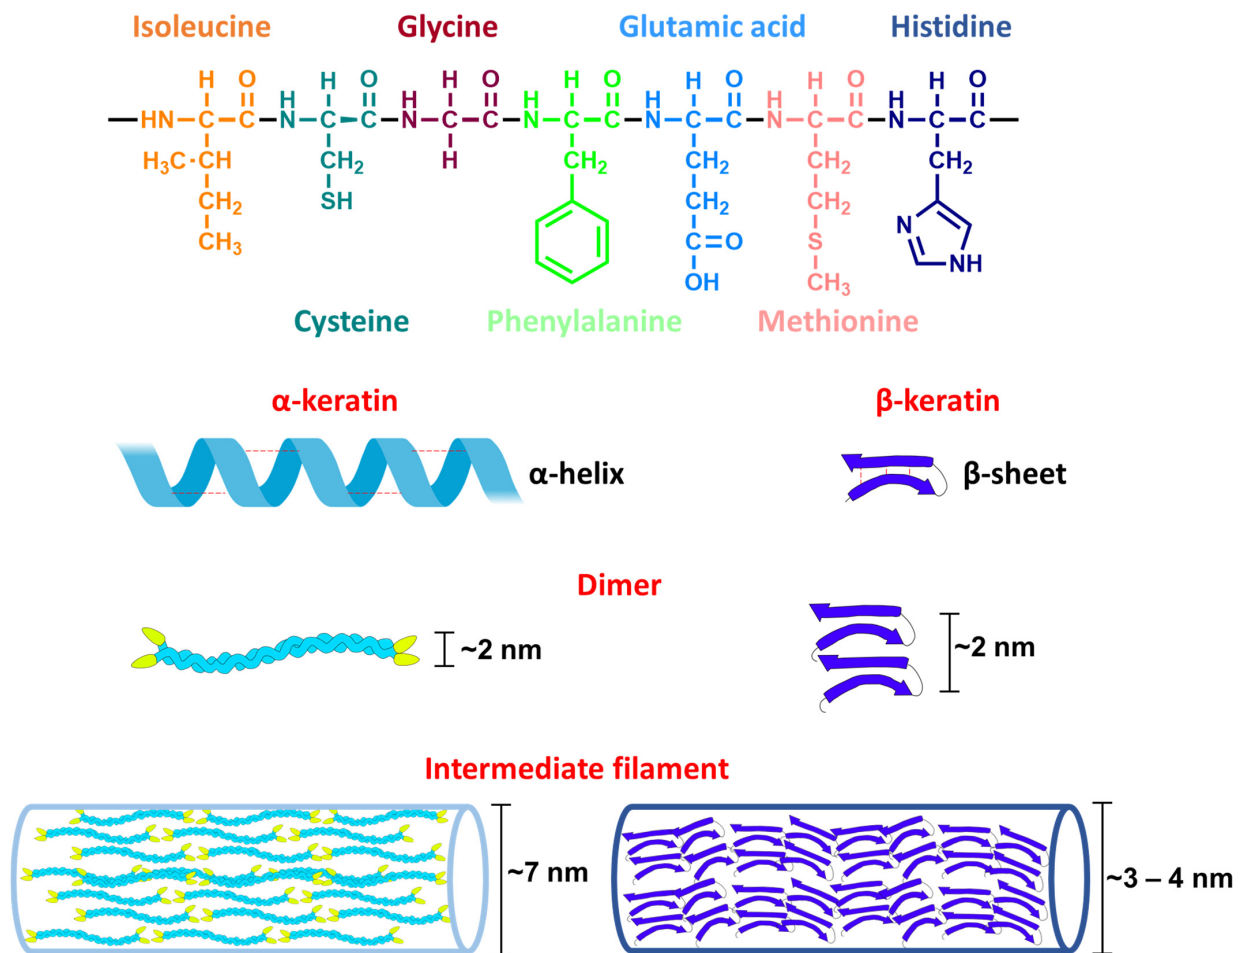 Isoleucine Glycine Glutamic acid Histidine
H O H O H O H O H O H O H O
HN C C N C C N C C N C C N C C N C C N C C
H H H H H H
H₃C CH CH₂ H CH₂ CH₂ CH₂ CH₂
CH₂ SH CH₂ CH₂ N
CH₃ C O S NH
OH CH₃
Cysteine Phenylalanine Methionine
α-keratin β-keratin
α-helix β-sheet
Dimer
~2 nm ~2 nm
Intermediate filament
~7 nm ~3 – 4 nm